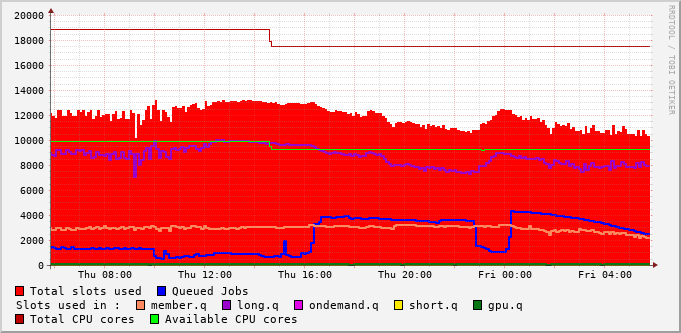 20000
18000
16000
14000
12000
10000
8000
6000
4000
2000
0
Thu 08:00 Thu 12:00 Thu 16:00 Thu 20:00 Fri 00:00 Fri 04:00
RRDTOOL / TOBI OETIKER
Total slots used Queued Jobs
Slots used in : member.q long.q ondemand.q short.q gpu.q
Total CPU cores Available CPU cores